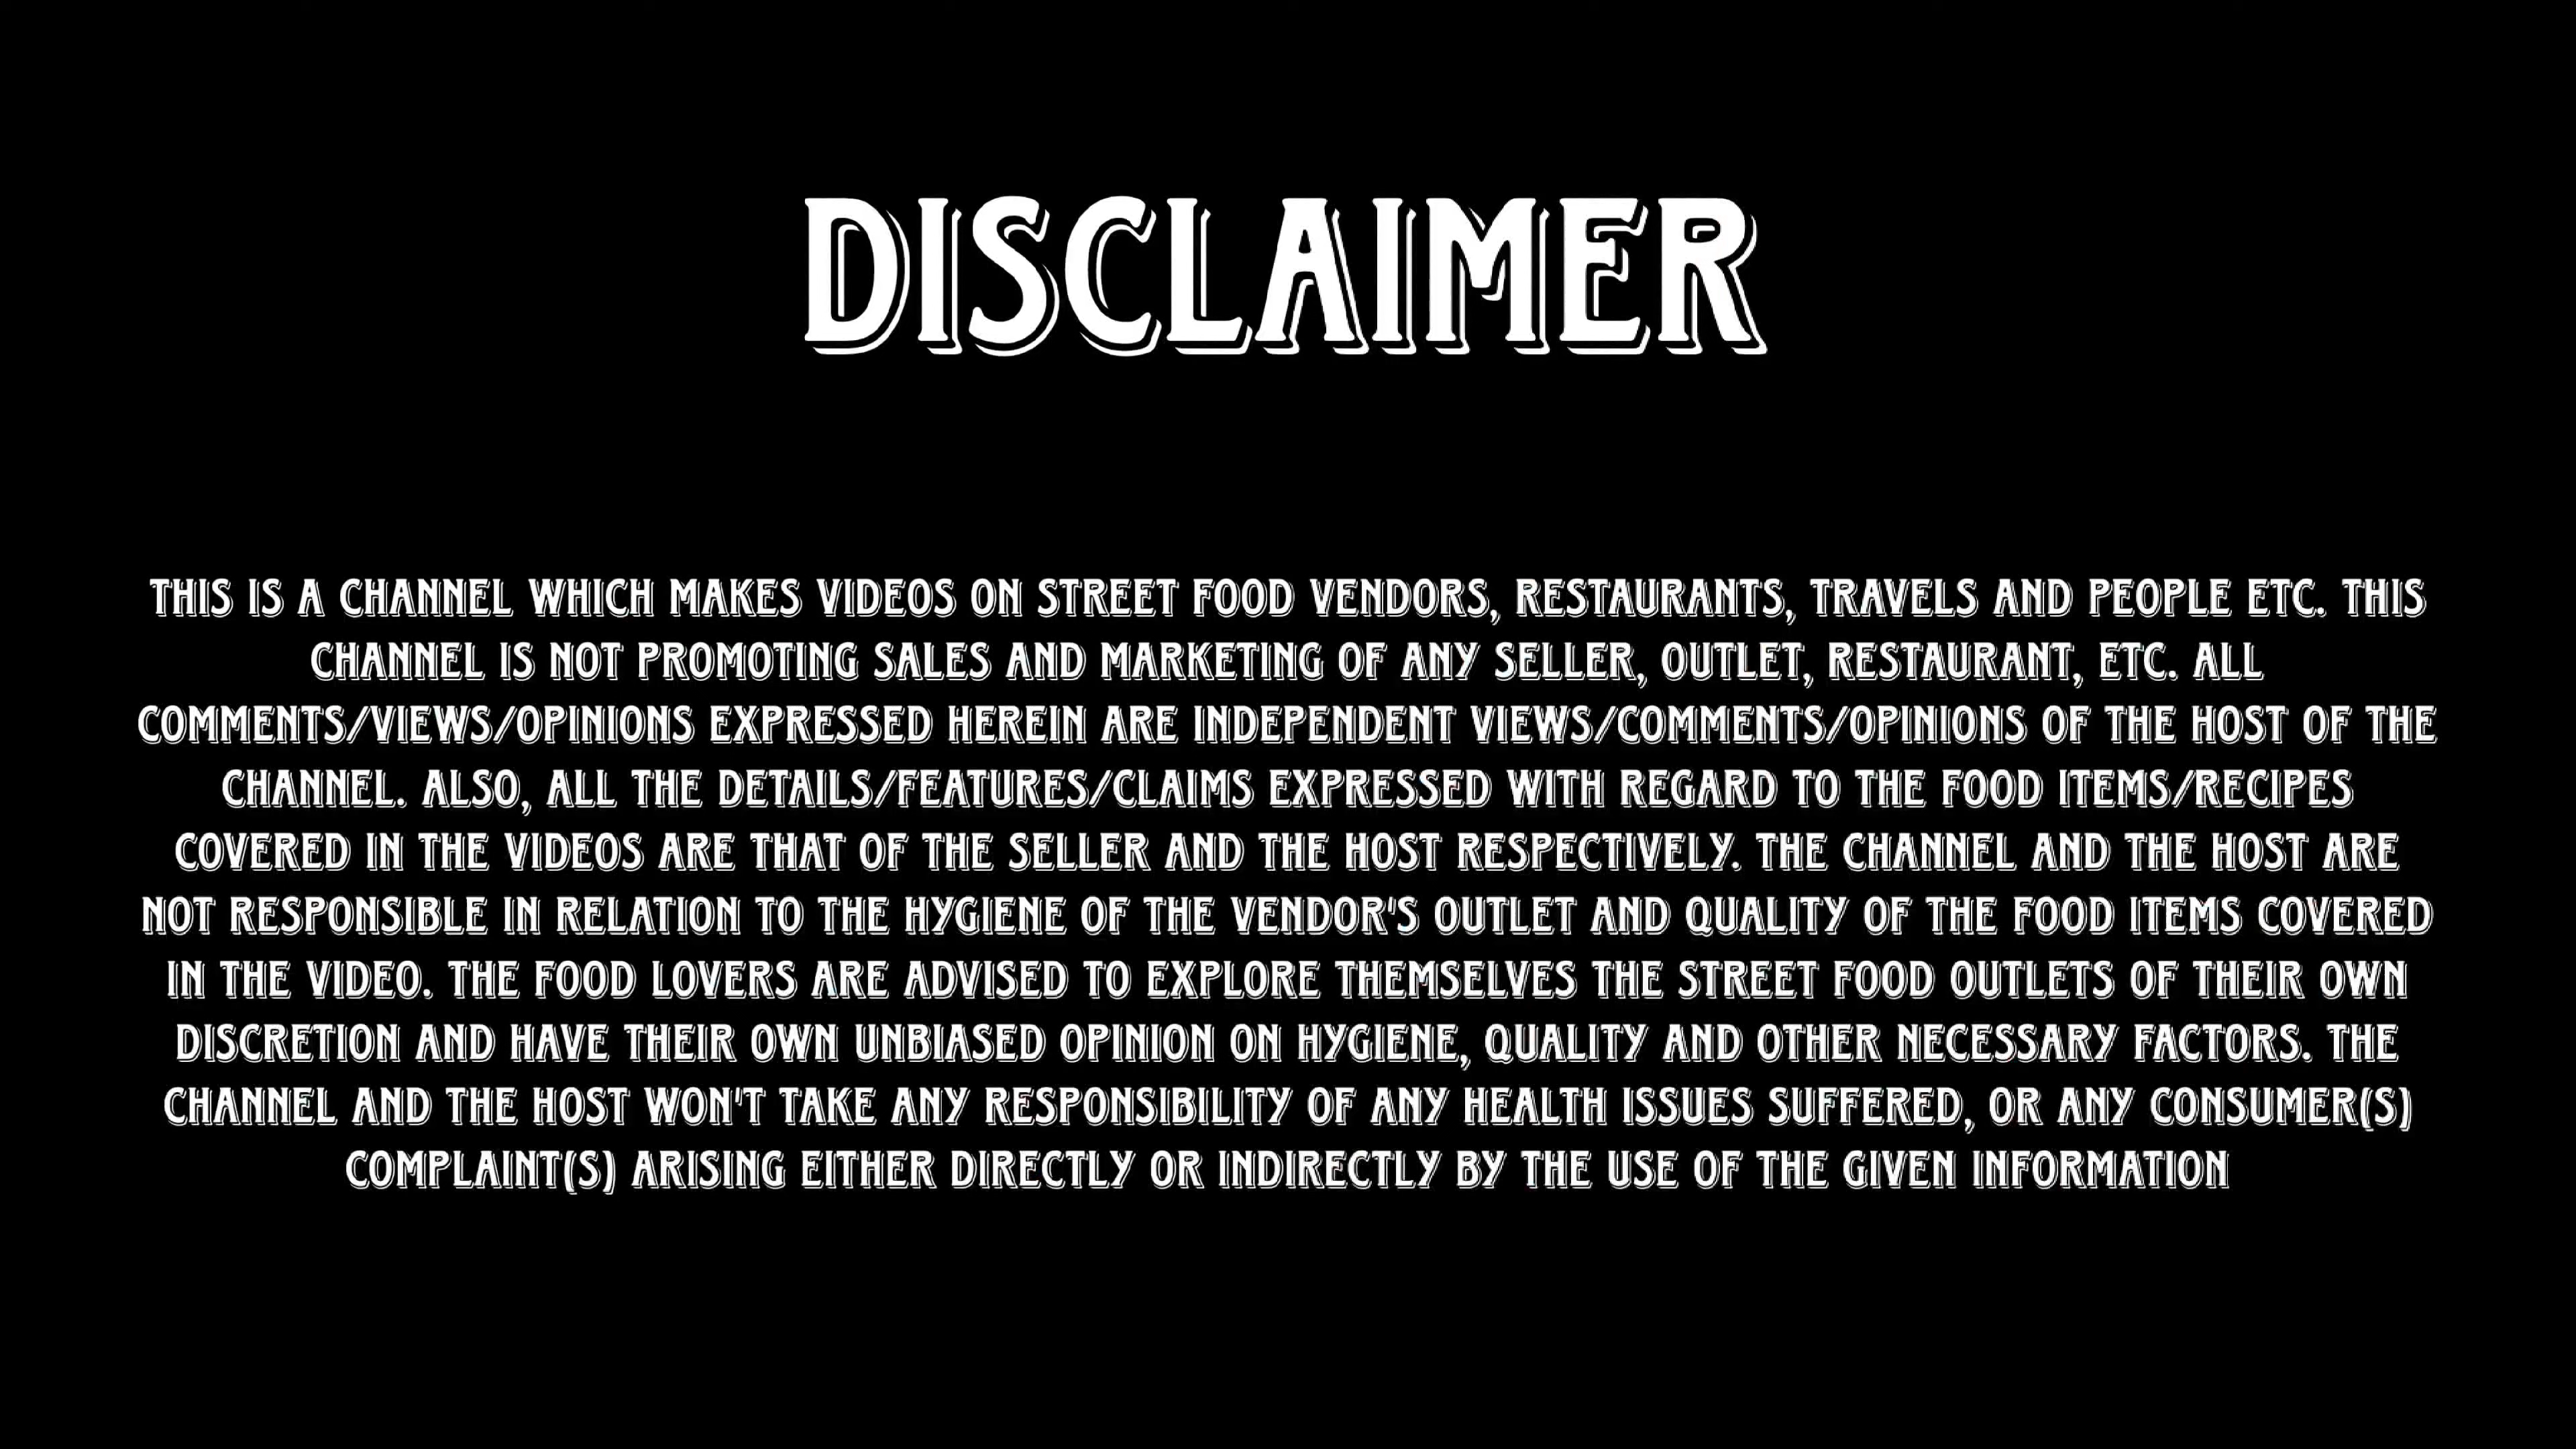 DISCLAIMER
THIS IS A CHANNEL WHICH MAKES VIDEOS ON STREET FOOD VENDORS, RESTAURANTS, TRAVELS AND PEOPLE ETC. THIS
CHANNEL IS NOT PROMOTING SALES AND MARKETING OF ANY SELLER, OUTLET, RESTAURANT, ETC. ALL
COMMENTS/VIEWS/OPINIONS EXPRESSED HEREIN ARE INDEPENDENT VIEWS/COMMENTS/OPINIONS OF THE HOST OF THE
CHANNEL. ALSO, ALL THE DETAILS/FEATURES/CLAIMS EXPRESSED WITH REGARD TO THE FOOD ITEMS/RECIPES
COVERED IN THE VIDEOS ARE THAT OF THE SELLER AND THE HOST RESPECTIVELY. THE CHANNEL AND THE HOST ARE
NOT RESPONSIBLE IN RELATION TO THE HYGIENE OF THE VENDOR'S OUTLET AND QUALITY OF THE FOOD ITEMS COVERED
IN THE VIDEO. THE FOOD LOVERS ARE ADVISED TO EXPLORE THEMSELVES THE STREET FOOD OUTLETS OF THEIR OWN
DISCRETION AND HAVE THEIR OWN UNBIASED OPINION ON HYGIENE, QUALITY AND OTHER NECESSARY FACTORS. THE
CHANNEL AND THE HOST WON'T TAKE ANY RESPONSIBILITY OF ANY HEALTH ISSUES SUFFERED, OR ANY CONSUMER(S)
COMPLAINT(S) ARISING EITHER DIRECTLY OR INDIRECTLY BY THE USE OF THE GIVEN INFORMATION